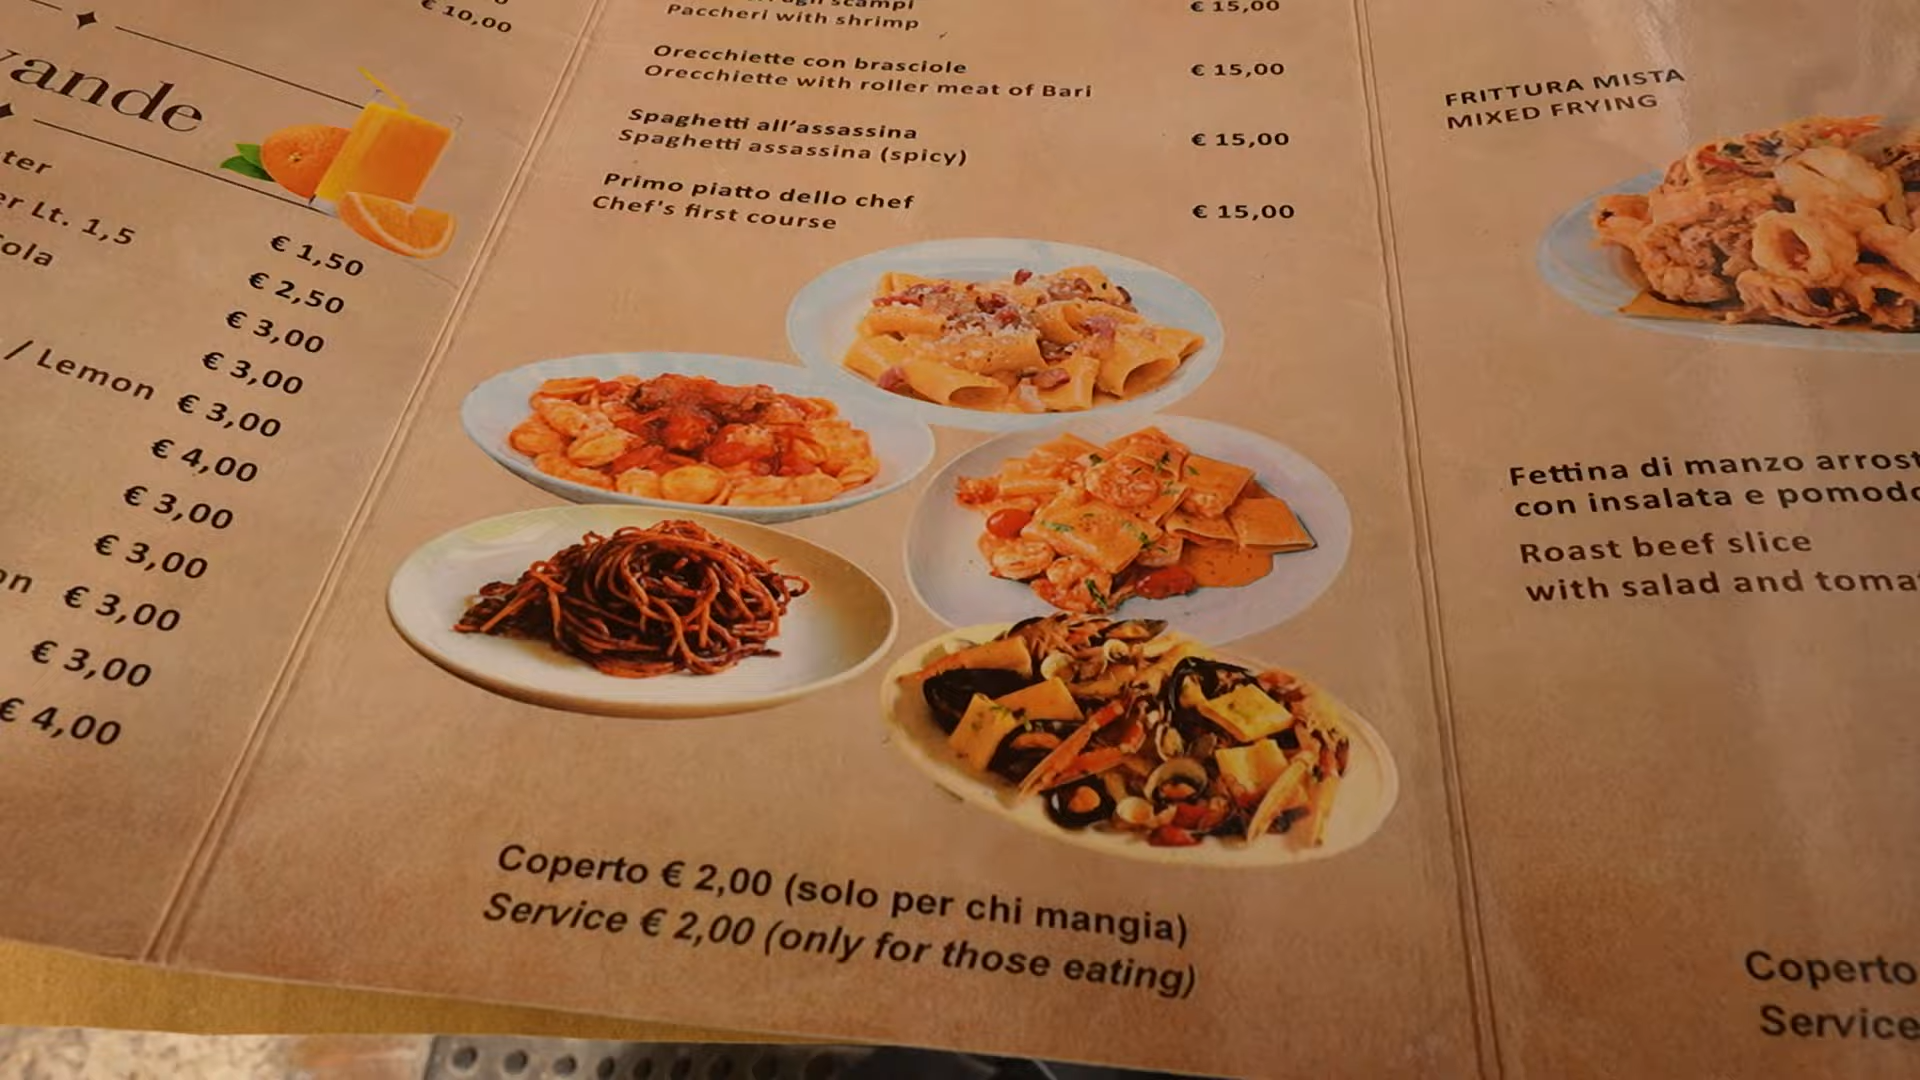 € 10,00
vande
ter
er Lt. 1,5
Cola
/ Lemon
on
€ 1,50
€ 2,50
€ 3,00
€ 3,00
€ 3,00
€ 4,00
€ 3,00
€ 3,00
€ 3,00
€ 3,00
€ 4,00
scampi € 15,00
Paccheri with shrimp
Orecchiette con brasciole € 15,00
Orecchiette with roller meat of Bari
Spaghetti all'assassina € 15,00
Spaghetti assassina (spicy)
Primo piatto dello chef € 15,00
Chef's first course
Coperto € 2,00 (solo per chi mangia)
Service € 2,00 (only for those eating)
FRITTURA MISTA
MIXED FRYING
Fettina di manzo arrost
con insalata e pomodo
Roast beef slice
with salad and toma
Coperto
Service